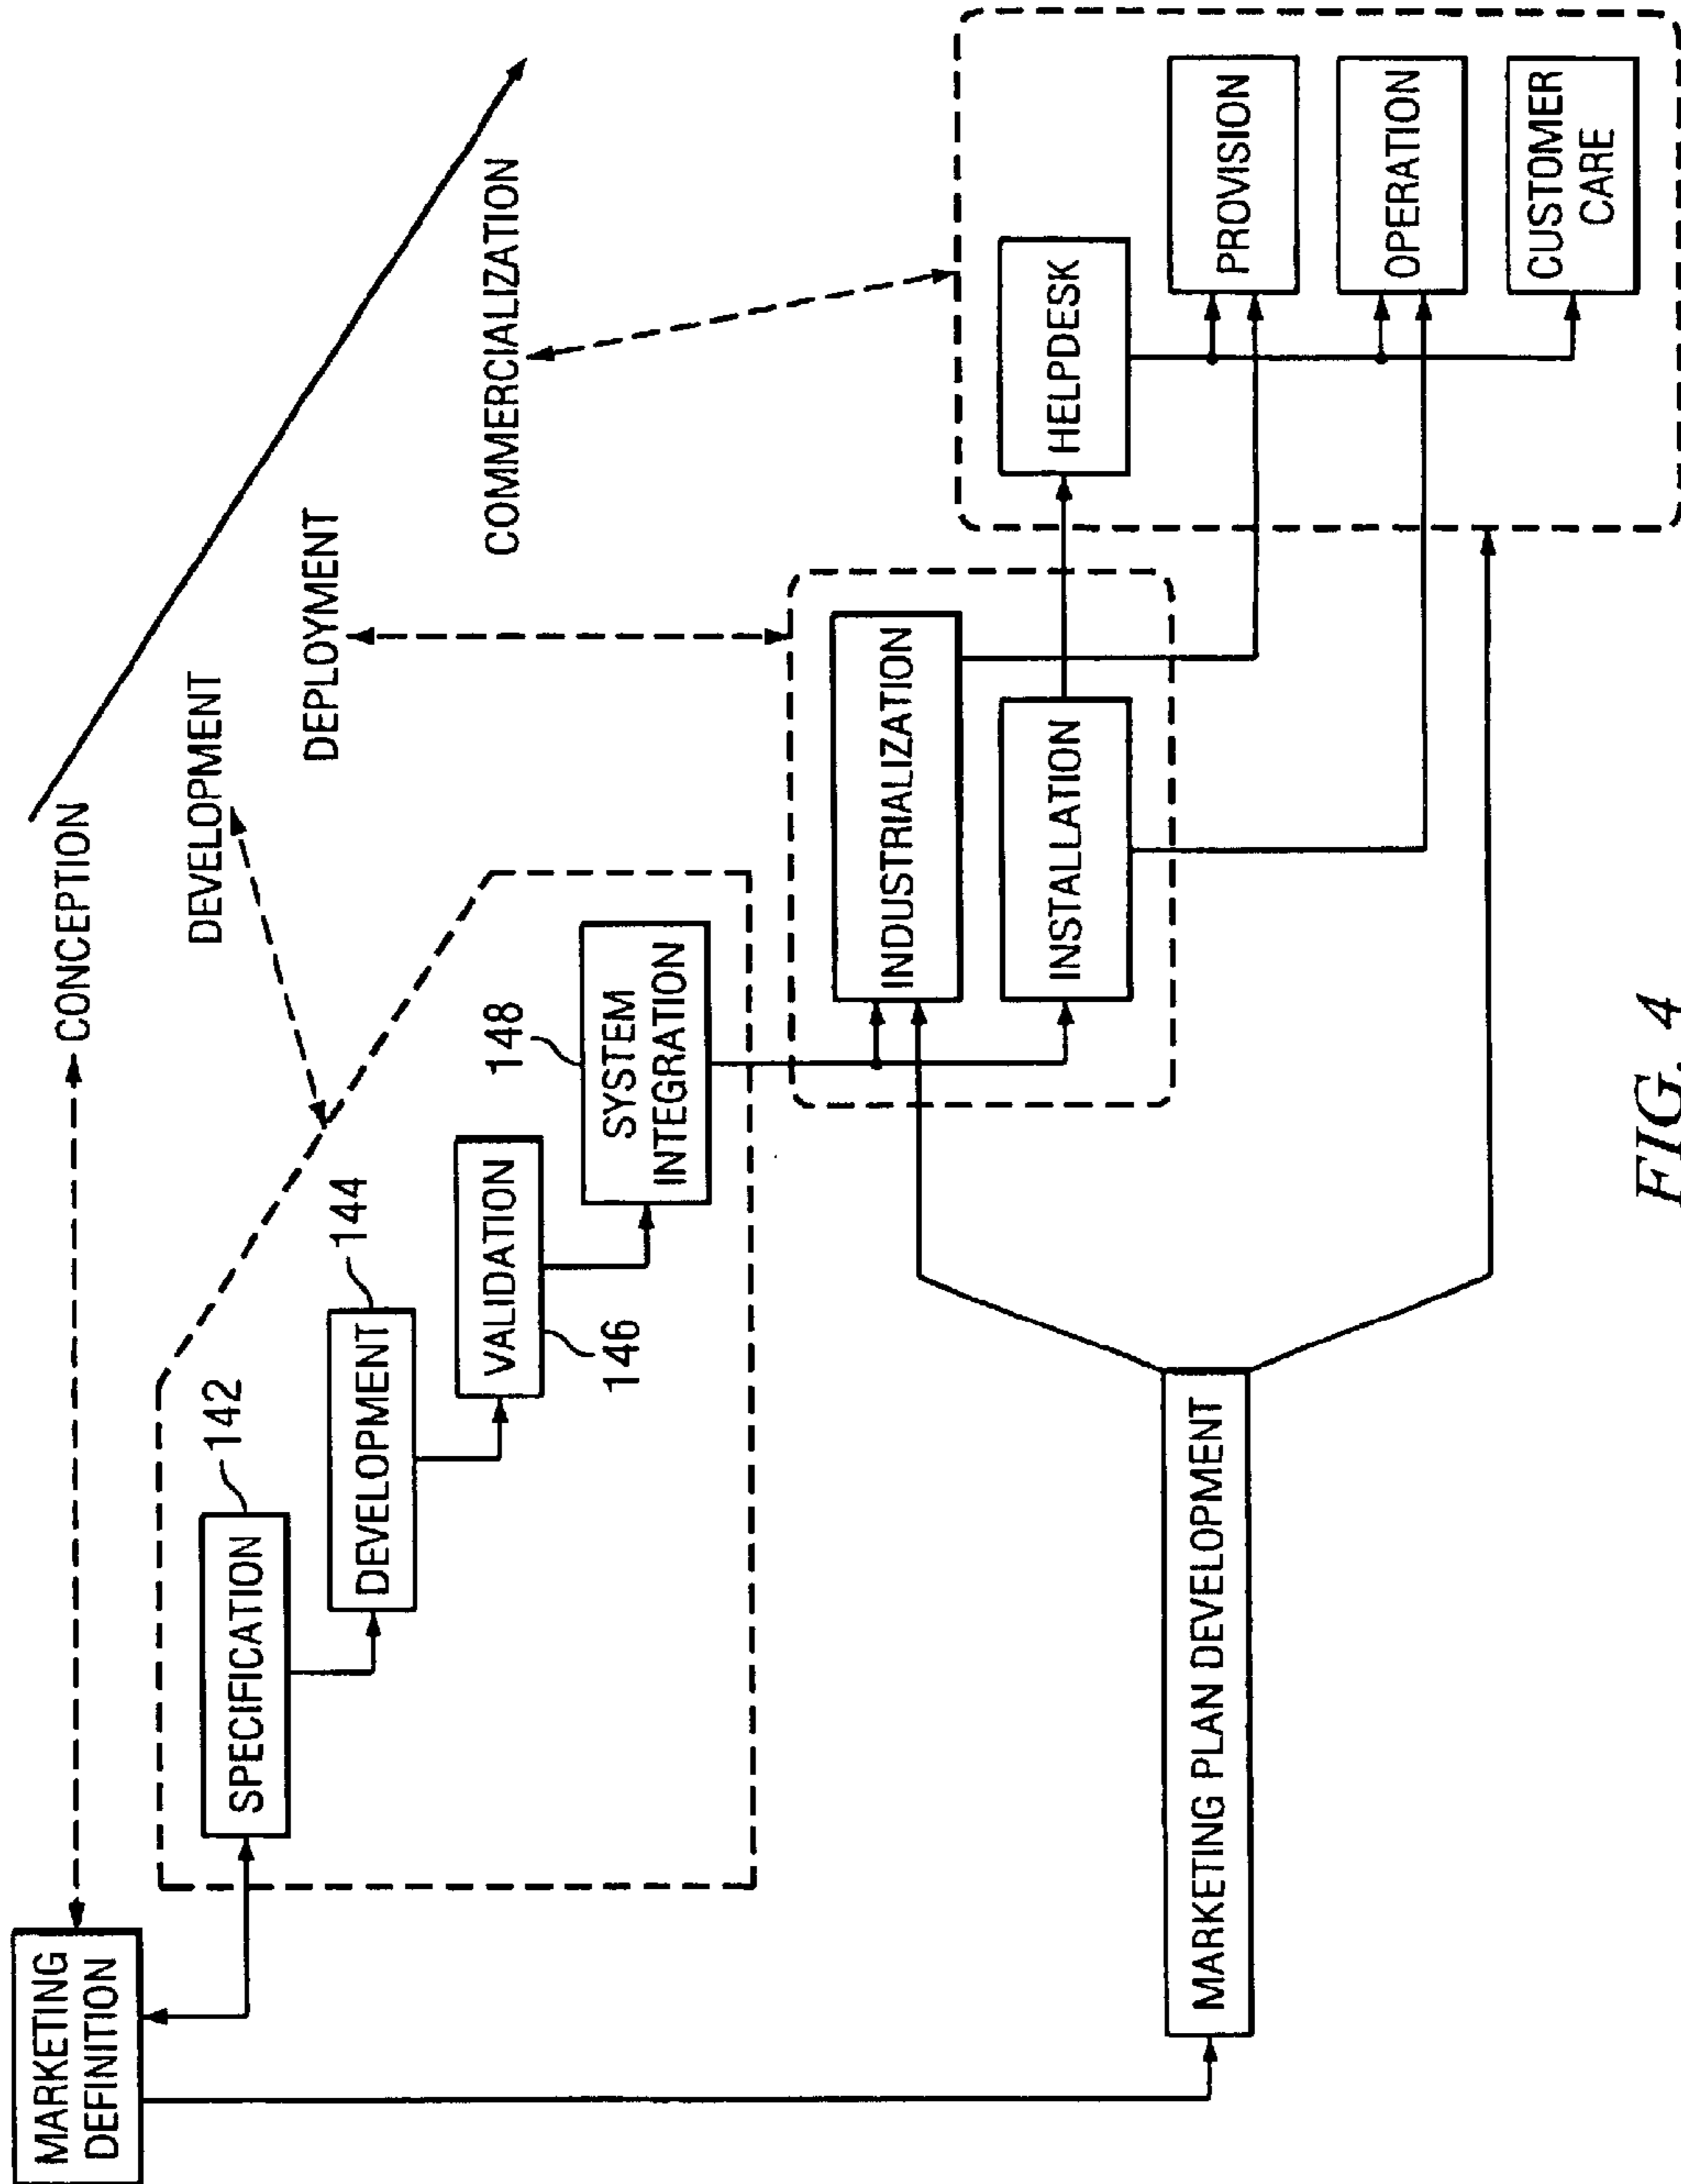 MARKETING
DEFINITION
CONCEPTION
DEVELOPMENT
DEPLOYMENT
COMMERCIALIZATION
142
SPECIFICATION
144
DEVELOPMENT
VALIDATION
146
148
SYSTEM
INTEGRATION
INDUSTRIALIZATION
INSTALLATION
HELPDESK
PROVISION
OPERATION
CUSTOMER
CARE
MARKETING PLAN DEVELOPMENT
FIG. 4